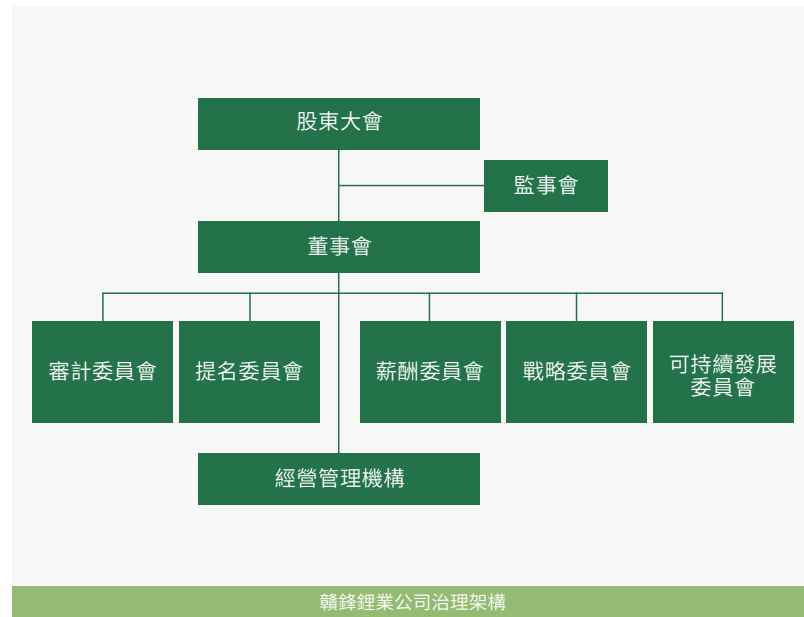 股東大會
監事會
董事會
審計委員會
提名委員會
薪酬委員會
戰略委員會
可持續發展
委員會
經營管理機構
贛鋒鋰業公司治理架構